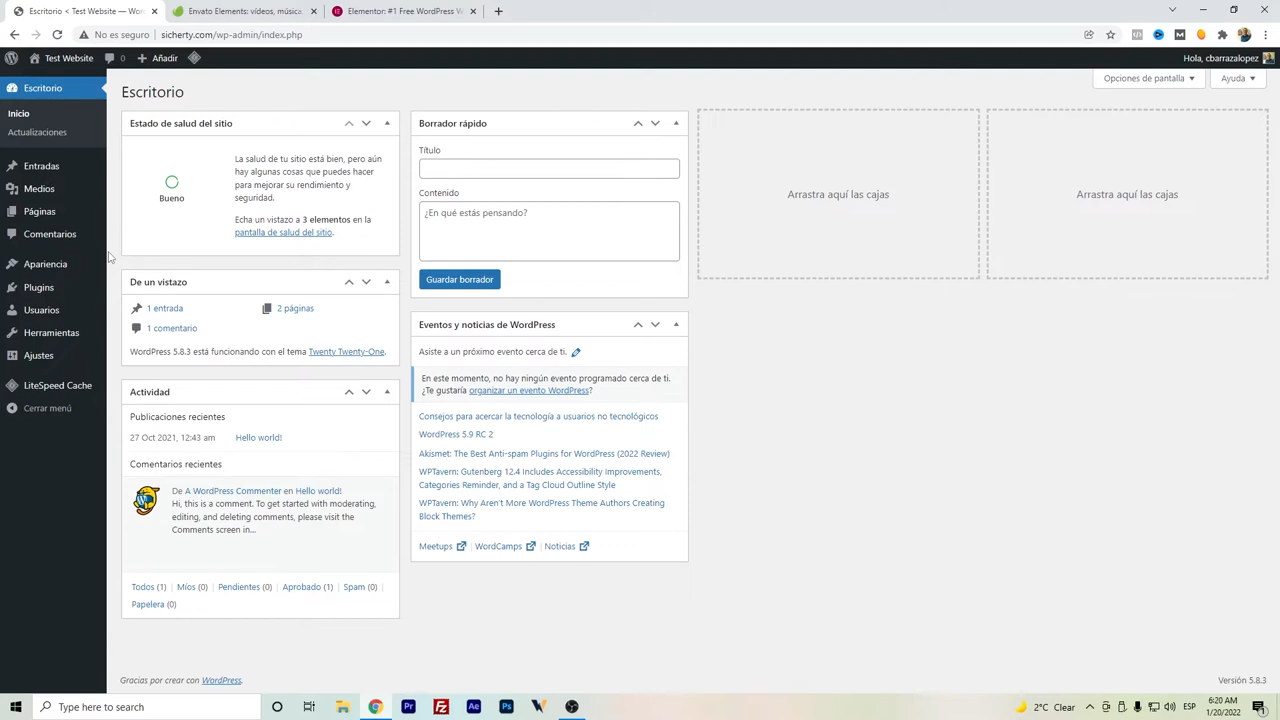 Escritorio < Test Website — Wor
Envato Elements: vídeos, música,
Elementor: #1 Free WordPress W
No es seguro
sicherty.com/wp-admin/index.php
Test Website
0
Añadir
Hola, cbarrazalopez
Escritorio
Inicio
Actualizaciones
Entradas
Medios
Páginas
Comentarios
Apariencia
Plugins
Usuarios
Herramientas
Ajustes
LiteSpeed Cache
Cerrar menú
Opciones de pantalla
Ayuda
Escritorio
Estado de salud del sitio
Bueno
La salud de tu sitio está bien, pero aún
hay algunas cosas que puedes hacer
para mejorar su rendimiento y
seguridad.
Echa un vistazo a 3 elementos en la
pantalla de salud del sitio.
De un vistazo
1 entrada
2 páginas
1 comentario
WordPress 5.8.3 está funcionando con el tema Twenty Twenty-One.
Actividad
Publicaciones recientes
27 Oct 2021, 12:43 am
Hello world!
Comentarios recientes
De A WordPress Commenter en Hello world!
Hi, this is a comment. To get started with moderating,
editing, and deleting comments, please visit the
Comments screen in...
Todos (1) | Míos (0) | Pendientes (0) | Aprobado (1) | Spam (0) |
Papelera (0)
Borrador rápido
Título
Contenido
¿En qué estás pensando?
Guardar borrador
Eventos y noticias de WordPress
Asiste a un próximo evento cerca de ti.
En este momento, no hay ningún evento programado cerca de ti.
¿Te gustaría organizar un evento WordPress?
Consejos para acercar la tecnología a usuarios no tecnológicos
WordPress 5.9 RC 2
Akismet: The Best Anti-spam Plugins for WordPress (2022 Review)
WPTavern: Gutenberg 12.4 Includes Accessibility Improvements,
Categories Reminder, and a Tag Cloud Outline Style
WPTavern: Why Aren't More WordPress Theme Authors Creating
Block Themes?
Meetups | WordCamps | Noticias
Arrastra aquí las cajas
Arrastra aquí las cajas
Gracias por crear con WordPress.
Versión 5.8.3
Type here to search
Pr
Fz
Ae
Ps
2°C Clear
ESP
6:20 AM
1/20/2022